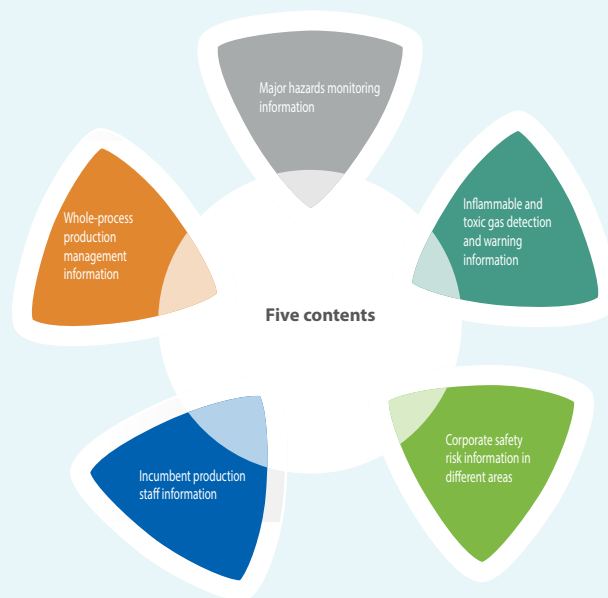 Major hazards monitoring
information
Inflammable and
toxic gas detection
and warning
information
Whole-process
production
management
information
Five contents
Corporate safety
risk information in
different areas
Incumbent production
staff information